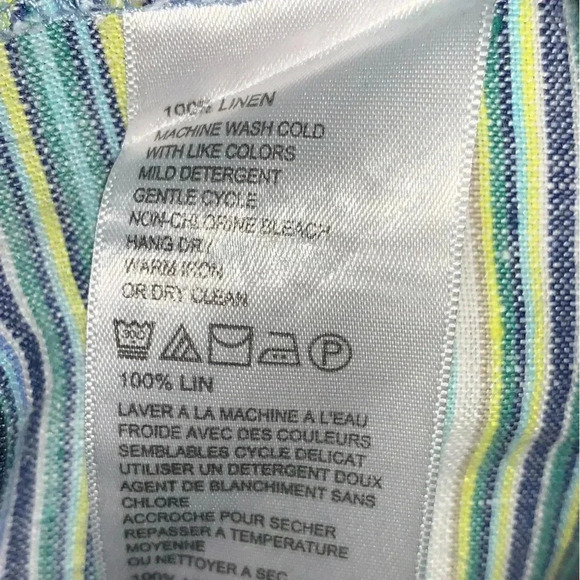 100% LINEN
MACHINE WASH COLD
WITH LIKE COLORS
MILD DETERGENT
GENTLE CYCLE
NON-CHLORINE BLEACH
HANG DRY
WARM IRON
OR DRY CLEAN
30C
P
100% LIN
LAVER A LA MACHINE A L'EAU
FROIDE AVEC DES COULEURS
SEMBLABLES CYCLE DELICAT
UTILISER UN DETERGENT DOUX
AGENT DE BLANCHIMENT SANS
CHLORE
ACCROCHE POUR SECHER
REPASSER A TEMPERATURE
MOYENNE
OU NETTOYER A SEC
100%